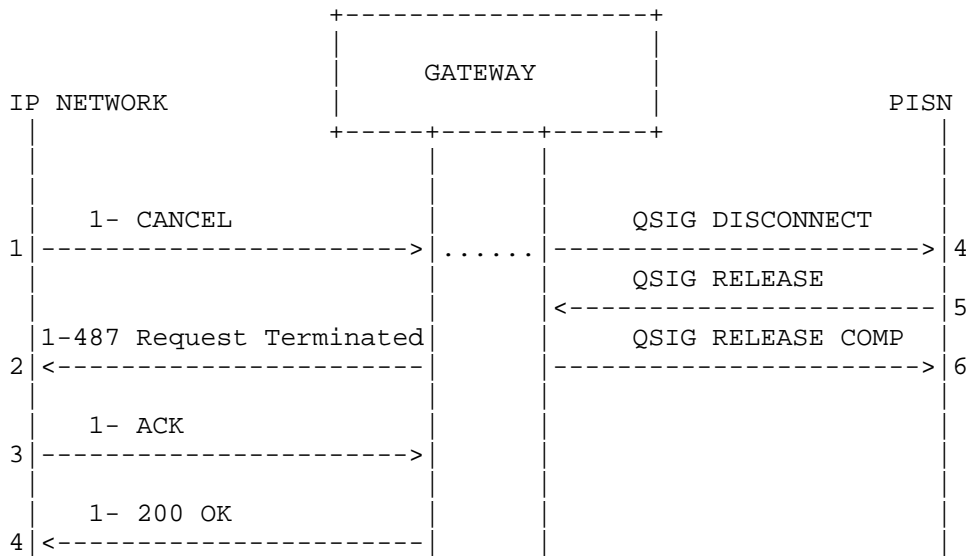 GATEWAY
IP NETWORK PISN
1- CANCEL QSIG DISCONNECT
1 ...... 4
QSIG RELEASE
5
1-487 Request Terminated QSIG RELEASE COMP
2 6
1- ACK
3
1- 200 OK
4